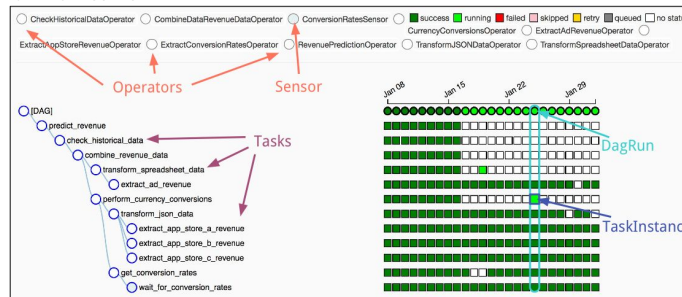 CheckHistoricalDataOperator CombineDataRevenueDataOperator ConversionRatesSensor success running failed skipped retry queued no stat
CurrencyConversionsOperator ExtractAdRevenueOperator
ExtractAppStoreRevenueOperator ExtractConversionRatesOperator RevenuePredictionOperator TransformJSONDataOperator TransformSpreadsheetDataOperator
Operators Sensor
Jan 08 Jan 15 Jan 22 Jan 29
[DAG]
predict_revenue
check_historical_data
Tasks
DagRun
combine_revenue_data
transform_spreadsheet_data
extract_ad_revenue
perform_currency_conversions
transform_json_data
TaskInstanc
extract_app_store_a_revenue
extract_app_store_b_revenue
extract_app_store_c_revenue
get_conversion_rates
wait_for_conversion_rates